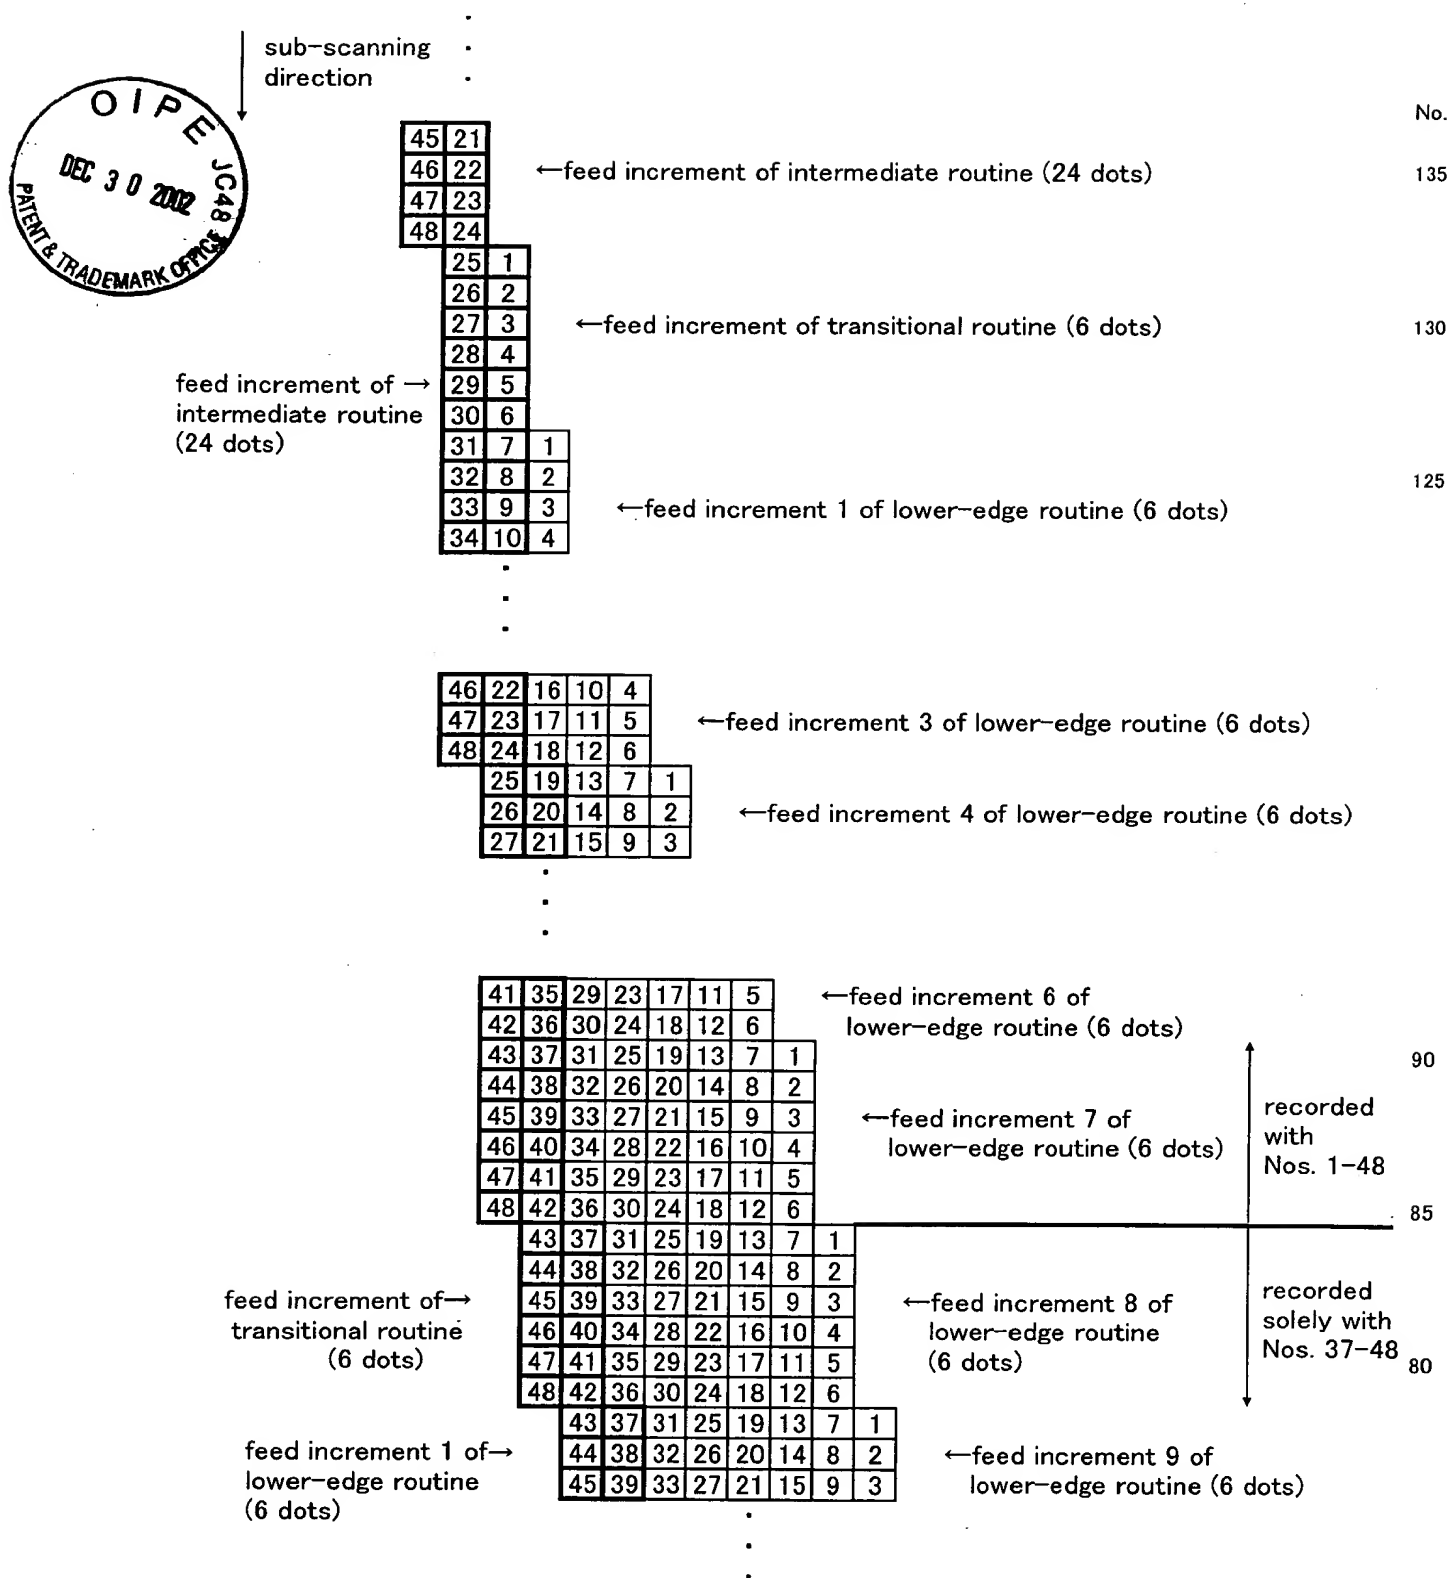 sub-scanning
direction
OIPE JC48
DEC 30 2002
PATENT & TRADEMARK OFFICE
No.
45 21
46 22 ←feed increment of intermediate routine (24 dots) 135
47 23
48 24
25 1
26 2
27 3 ←feed increment of transitional routine (6 dots) 130
28 4
feed increment of → 29 5
intermediate routine 30 6
(24 dots) 31 7 1
32 8 2 125
33 9 3 ←feed increment 1 of lower-edge routine (6 dots)
34 10 4
46 22 16 10 4
47 23 17 11 5 ←feed increment 3 of lower-edge routine (6 dots)
48 24 18 12 6
25 19 13 7 1
26 20 14 8 2 ←feed increment 4 of lower-edge routine (6 dots)
27 21 15 9 3
41 35 29 23 17 11 5 ←feed increment 6 of
42 36 30 24 18 12 6 lower-edge routine (6 dots)
43 37 31 25 19 13 7 1 90
44 38 32 26 20 14 8 2
45 39 33 27 21 15 9 3 ←feed increment 7 of recorded
46 40 34 28 22 16 10 4 lower-edge routine (6 dots) with
47 41 35 29 23 17 11 5 Nos. 1-48
48 42 36 30 24 18 12 6 85
43 37 31 25 19 13 7 1
44 38 32 26 20 14 8 2
feed increment of→ 45 39 33 27 21 15 9 3 ←feed increment 8 of recorded
transitional routine 46 40 34 28 22 16 10 4 lower-edge routine solely with
(6 dots) 47 41 35 29 23 17 11 5 (6 dots) Nos. 37-48 80
48 42 36 30 24 18 12 6
43 37 31 25 19 13 7 1
feed increment 1 of→ 44 38 32 26 20 14 8 2 ←feed increment 9 of
lower-edge routine 45 39 33 27 21 15 9 3 lower-edge routine (6 dots)
(6 dots)